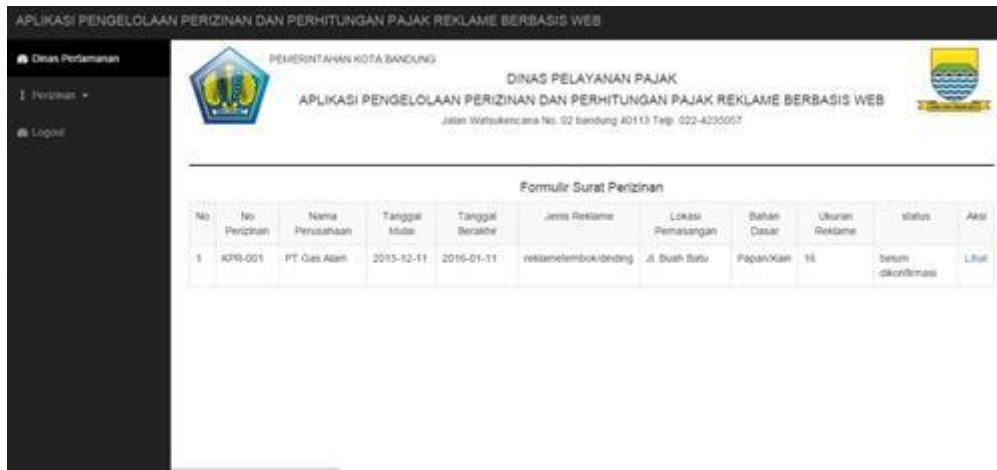 APLIKASI PENGELOLAAN PERIZINAN DAN PERHITUNGAN PAJAK REKLAME BERBASIS WEB
Dinas Pertamanan
Perizinan
Logout
PEMERINTAHAN KOTA BANDUNG
DINAS PELAYANAN PAJAK
APLIKASI PENGELOLAAN PERIZINAN DAN PERHITUNGAN PAJAK REKLAME BERBASIS WEB
Jalan Watsukencana No. 02 bandung 40113 Telp. 022-4235057
Formulir Surat Perizinan
No No Perizinan Nama Perusahaan Tanggal Mulai Tanggal Berakhir Jenis Reklame Lokasi Pemasangan Bahan Dasar Ukuran Reklame status Aksi
1 KPR-001 PT Gas Alam 2015-12-11 2016-01-11 reklametembok/dinding Jl. Buah Batu Papan/Kain 16 belum dikonfirmasi Lihat